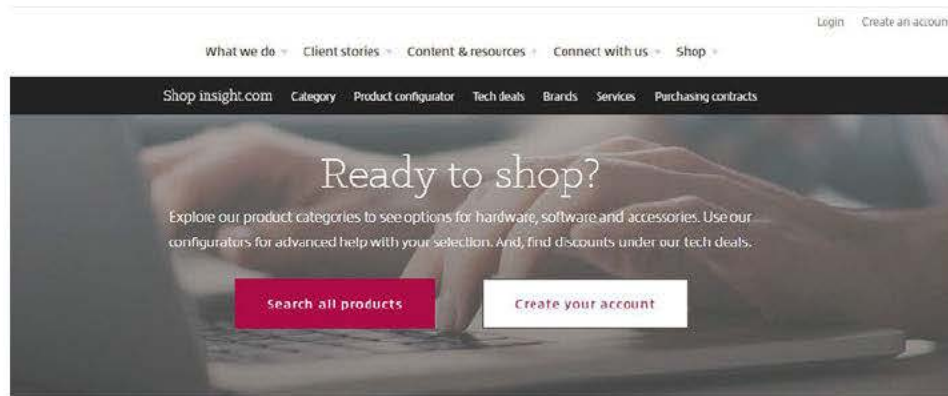 Login Create an accoun
What we do Client stories Content & resources Connect with us Shop
Shop insight.com Category Product configurator Tech deals Brands Services Purchasing contracts
Ready to shop?
Explore our product categories to see options for hardware, software and accessories. Use our
configurators for advanced help with your selection. And, find discounts under our tech deals.
Search all products Create your account